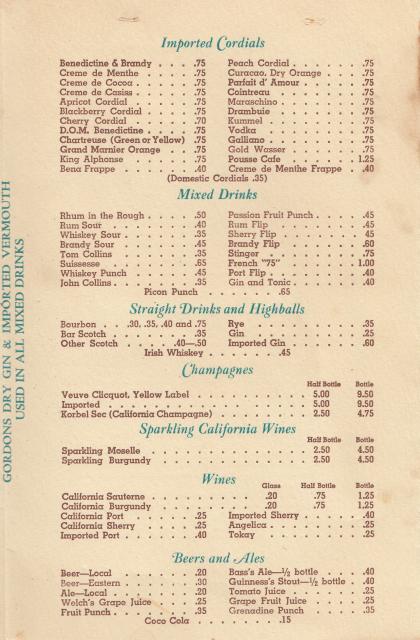 Imported Cordials
Benedictine & Brandy . . . .75
Creme de Menthe . . . .75
Creme de Cocoa . . . .75
Creme de Casiss . . . .75
Apricot Cordial . . . .75
Blackberry Cordial . . . .75
Cherry Cordial . . . .70
D.O.M. Benedictine . . . .75
Chartreuse (Green or Yellow) .75
Grand Marnier Orange . . .75
King Alphonse . . . .75
Bena Frappe . . . .40
Peach Cordial . . . .75
Curacao, Dry Orange . . . .75
Parfait d' Amour . . . .75
Cointreau . . . .75
Maraschino . . . .75
Drambuie . . . .75
Kummel . . . .75
Vodka . . . .75
Galliano . . . .75
Gold Wasser . . . .75
Pousse Cafe . . . 1.25
Creme de Menthe Frappe . .40
(Domestic Cordials .35)
Mixed Drinks
Rhum in the Rough . . . .50
Rum Sour . . . .40
Whiskey Sour . . . .35
Brandy Sour . . . .45
Tom Collins . . . .35
Suissesse . . . .65
Whiskey Punch . . . .45
John Collins . . . .35
Passion Fruit Punch . . . .45
Rum Flip . . . .45
Sherry Flip . . . .45
Brandy Flip . . . .60
Stinger . . . .75
French "75" . . . 1.00
Port Flip . . . .40
Gin and Tonic . . . .40
Picon Punch . . . .65
Straight Drinks and Highballs
Bourbon . . .30, .35, .40 and .75
Bar Scotch . . . .35
Other Scotch . . . .40—.50
Rye . . . .35
Gin . . . .25
Imported Gin . . . .60
Irish Whiskey . . . .45
Champagnes
Half Bottle Bottle
Veuve Clicquot, Yellow Label . . . 5.00 9.50
Imported . . . 5.00 9.50
Korbel Sec (California Champagne) . . . 2.50 4.75
Sparkling California Wines
Half Bottle Bottle
Sparkling Moselle . . . 2.50 4.50
Sparkling Burgundy . . . 2.50 4.50
Wines
Glass Half Bottle Bottle
California Sauterne . . . .20 .75 1.25
California Burgundy . . . .20 .75 1.25
California Port . . . .25
California Sherry . . . .25
Imported Port . . . .40
Imported Sherry . . . .40
Angelica . . . .25
Tokay . . . .25
Beers and Ales
Beer—Local . . . .20
Beer—Eastern . . . .30
Ale—Local . . . .20
Welch's Grape Juice . . . .25
Fruit Punch . . . .35
Bass's Ale—½ bottle . . . .40
Guinness's Stout—½ bottle . .40
Tomato Juice . . . .25
Grape Fruit Juice . . . .25
Grenadine Punch . . . .35
Coco Cola . . . .15
GORDONS DRY GIN & IMPORTED VERMOUTH
USED IN ALL MIXED DRINKS